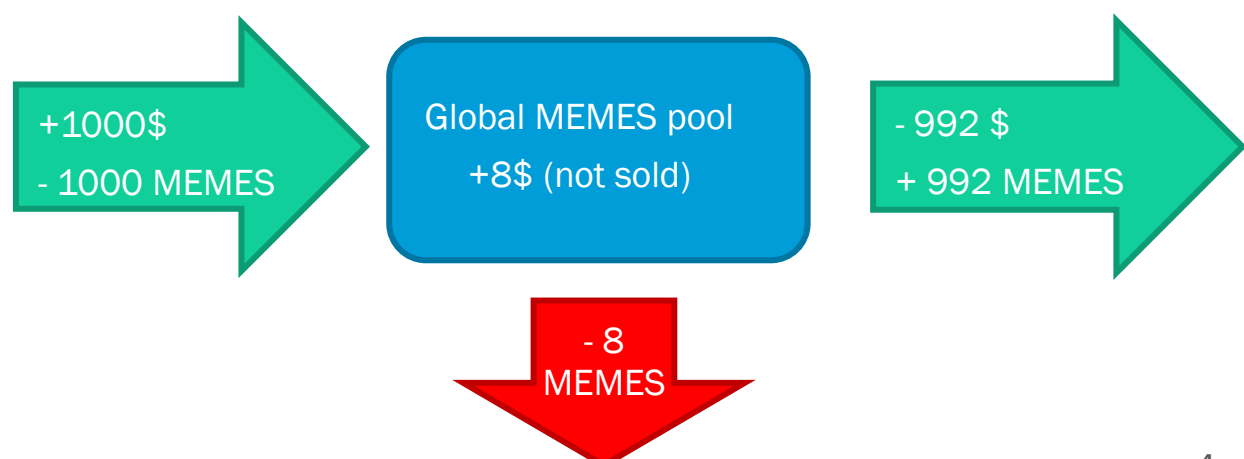 +1000$
- 1000 MEMES
Global MEMES pool
+8$ (not sold)
- 992 $
+ 992 MEMES
- 8
MEMES